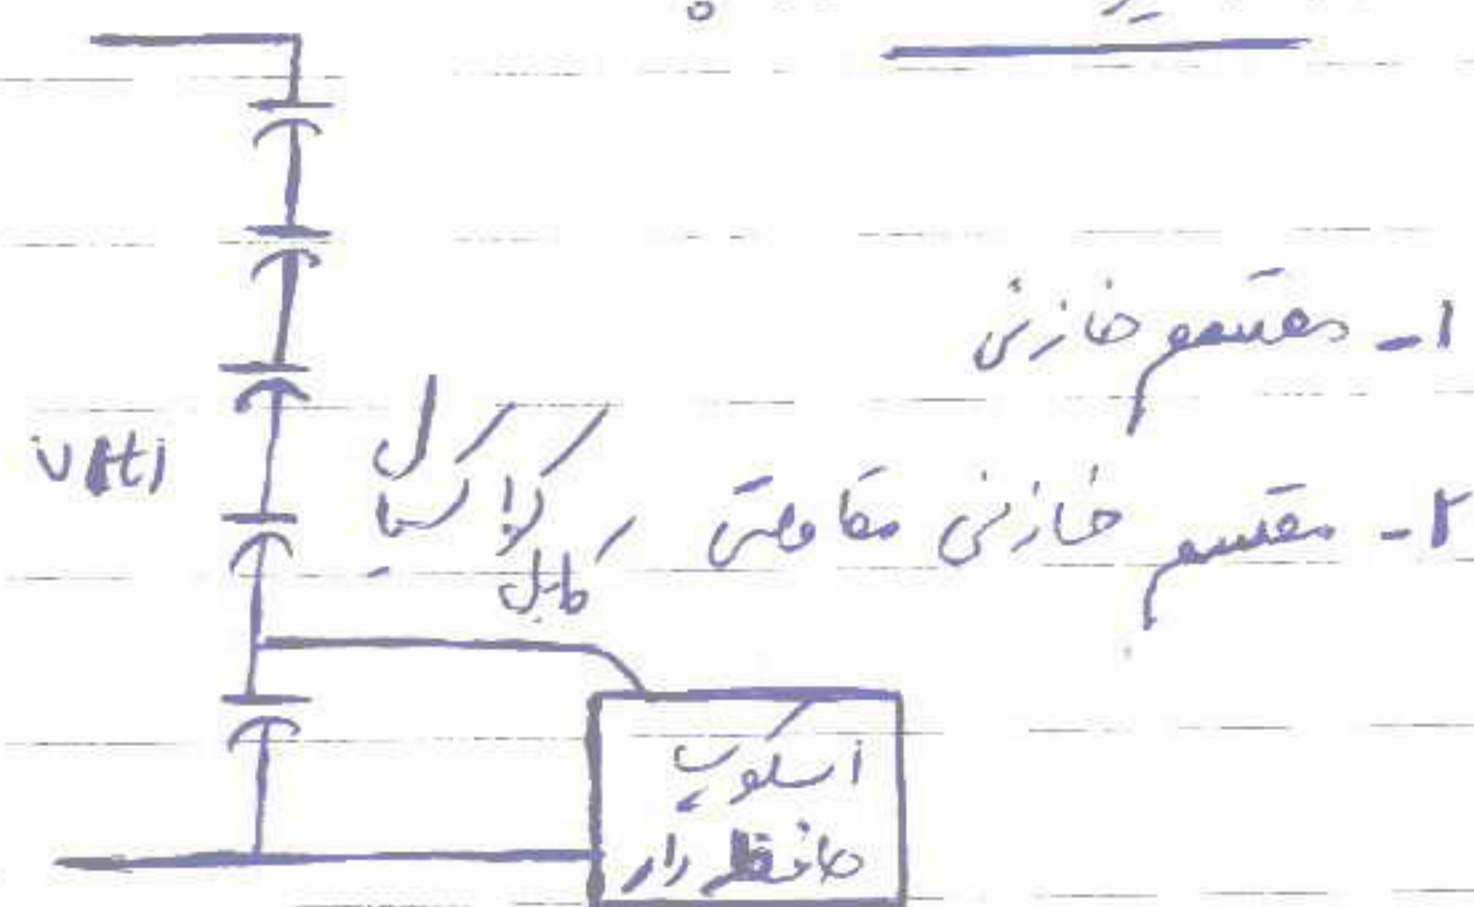 ۱- مقسم خازنی
۲- مقسم خازنی مقاومتی
کابل کواکسیال
v(t)
اسکوپ
حافظه دار